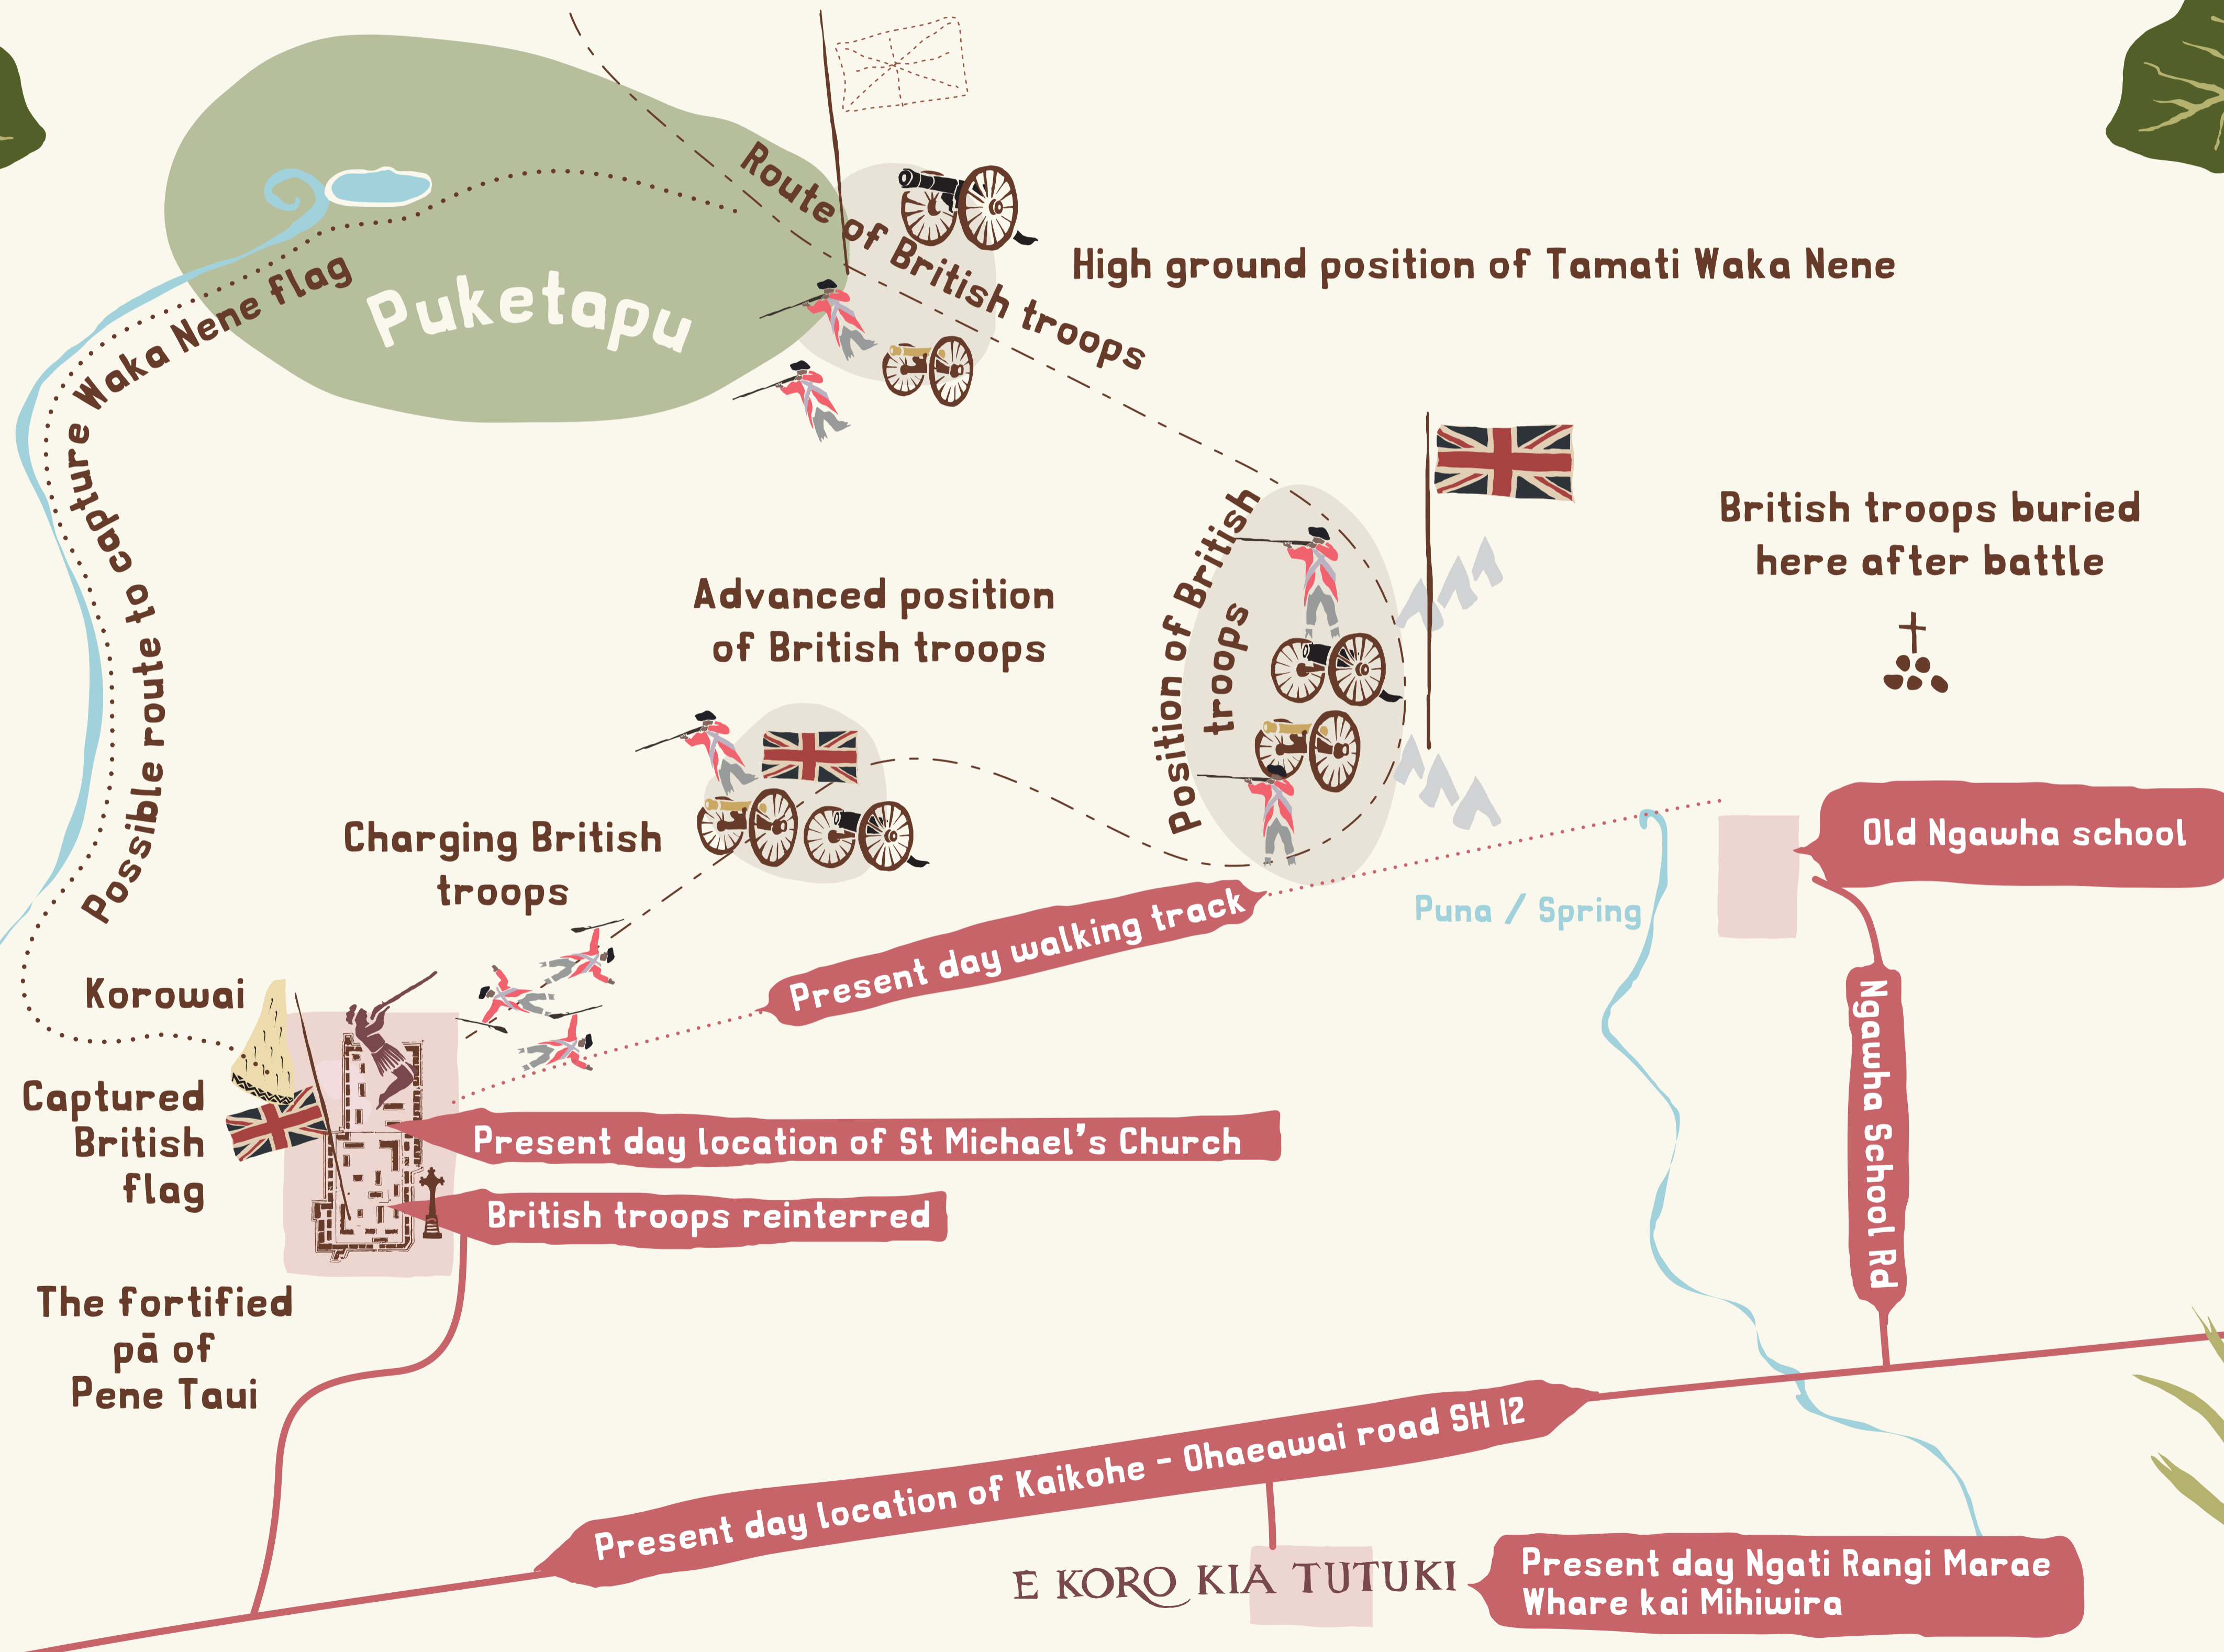 Route of British troops
High ground position of Tamati Waka Nene
Puketapu
Possible route to capture Waka Nene flag
British troops buried
here after battle
Position of British
troops
Advanced position
of British troops
Charging British
troops
Old Ngawha school
Puna / Spring
Present day walking track
Ngawha School Rd
Korowai
Captured
British
flag
Present day location of St Michael's Church
British troops reinterred
The fortified
pā of
Pene Taui
Present day location of Kaikohe - Ohaeawai road SH 12
E KORO KIA TUTUKI
Present day Ngati Rangi Marae
Whare kai Mihiwira